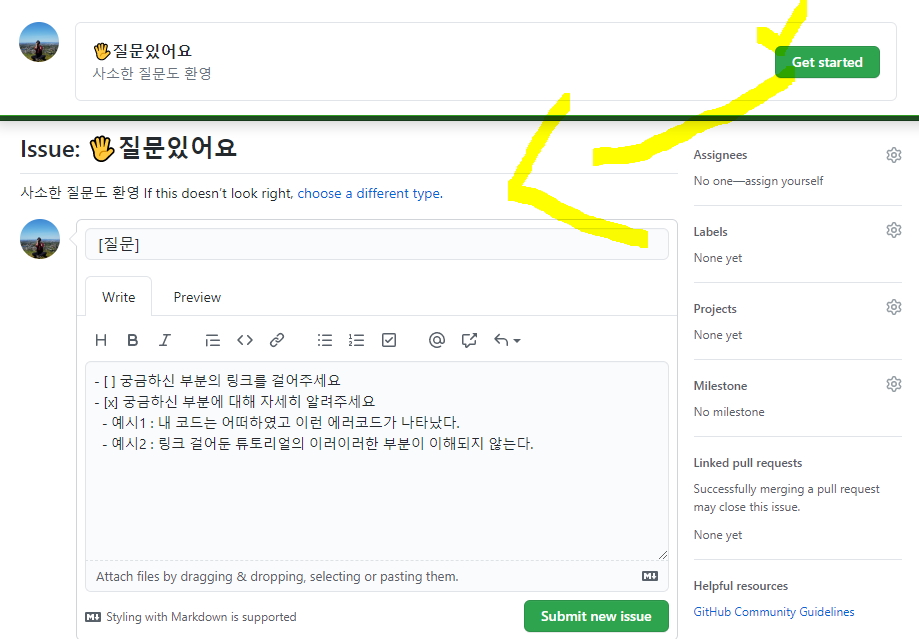 🖐질문있어요
사소한 질문도 환영
Get started
Issue: 🖐질문있어요
사소한 질문도 환영 If this doesn’t look right, choose a different type.
[질문]
Write Preview
H B I
- [ ] 궁금하신 부분의 링크를 걸어주세요
- [x] 궁금하신 부분에 대해 자세히 알려주세요
- 예시1 : 내 코드는 어떠하였고 이런 에러코드가 나타났다.
- 예시2 : 링크 걸어둔 튜토리얼의 이러이러한 부분이 이해되지 않는다.
Attach files by dragging & dropping, selecting or pasting them.
Styling with Markdown is supported
Submit new issue
Assignees
No one—assign yourself
Labels
None yet
Projects
None yet
Milestone
No milestone
Linked pull requests
Successfully merging a pull request
may close this issue.
None yet
Helpful resources
GitHub Community Guidelines